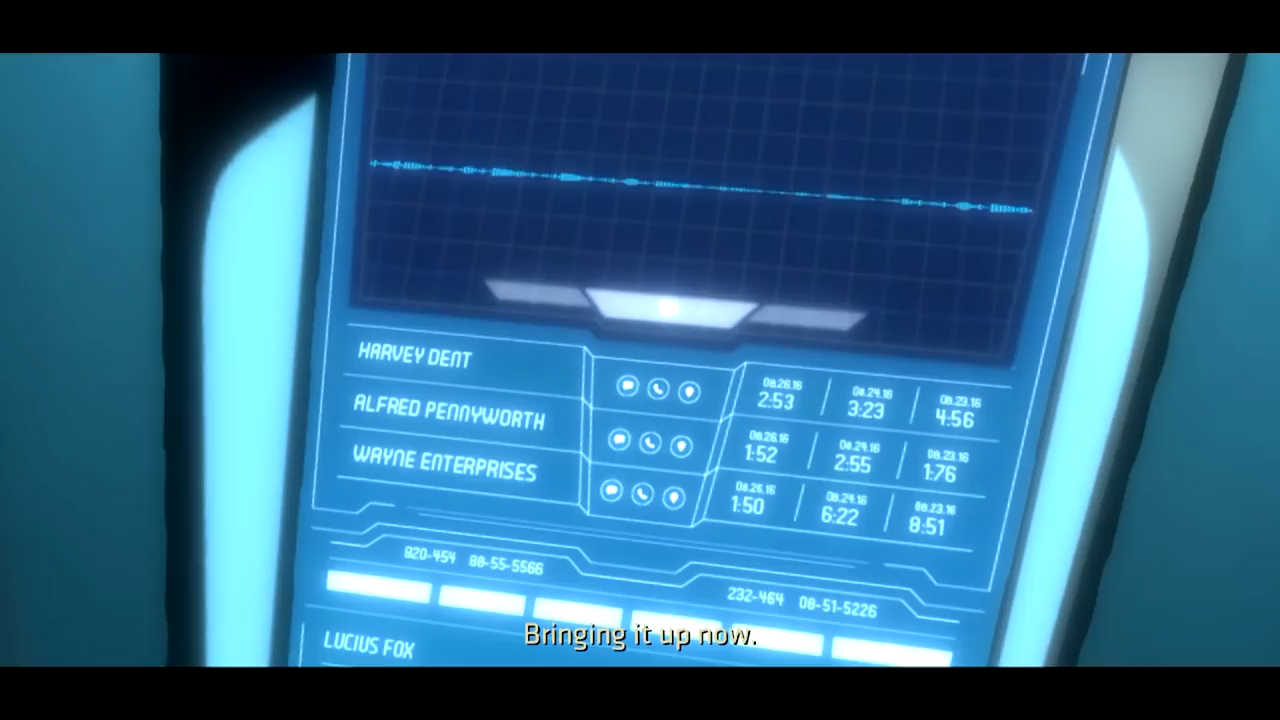 HARVEY DENT
08.26.16 08.24.16 08.23.16
2:53 3:23 4:56
ALFRED PENNYWORTH
08.26.16 08.24.16 08.23.16
1:52 2:55 1:76
WAYNE ENTERPRISES
08.26.16 08.24.16 08.23.16
1:50 6:22 8:51
820-454 88-55-5566
232-464 08-51-5226
LUCIUS FOX
Bringing it up now.